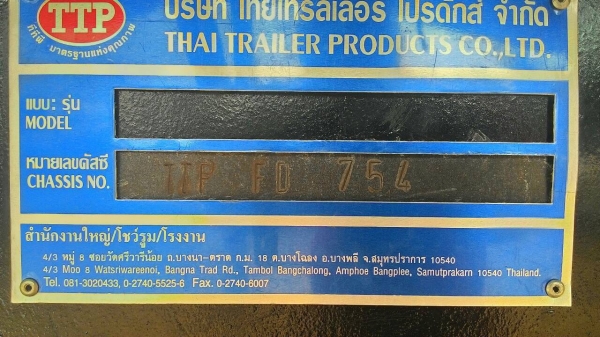 TTP
ทีทีพี มาตรฐานแห่งคุณภาพ
บริษัท ไทยเทรลเลอร์ โปรดักส์ จำกัด
THAI TRAILER PRODUCTS CO.,LTD.
แบบ: รุ่น
MODEL
หมายเลขคัสซี
CHASSIS NO.
TTP FD 754
สำนักงานใหญ่/โชว์รูม/โรงงาน
4/3 หมู่ 8 ซอยวัดศรีวารีน้อย ถ.บางนา-ตราด ก.ม. 18 ต.บางโฉลง อ.บางพลี จ.สมุทรปราการ 10540
4/3 Moo 8 Watsriwareenoi, Bangna Trad Rd., Tambol Bangchalong, Amphoe Bangplee, Samutprakarn 10540 Thailand.
Tel. 081-3020433, 0-2740-5525-6 Fax. 0-2740-6007